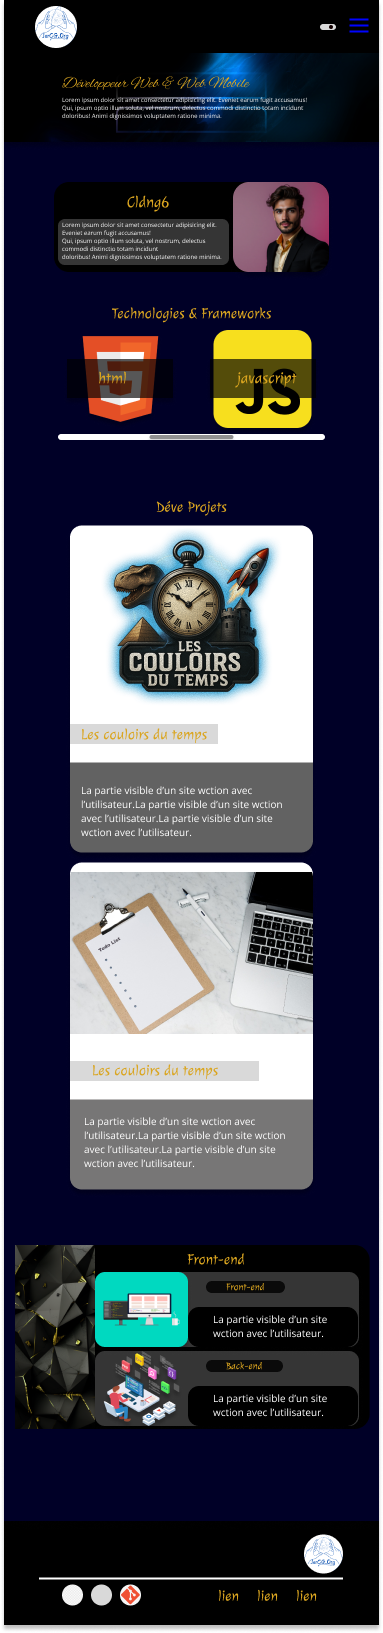 Développeur Web & Web Mobile
Lorem ipsum dolor sit amet consectetur adipisicing elit. Eveniet earum fugit accusamus!
Qui, ipsum optio illum soluta, vel nostrum, delectus commodi distinctio totam incidunt
doloribus! Animi dignissimos voluptatem ratione minima.
Cldng6
Lorem ipsum dolor sit amet consectetur adipisicing elit.
Eveniet earum fugit accusamus!
Qui, ipsum optio illum soluta, vel nostrum, delectus
commodi distinctio totam incidunt
doloribus! Animi dignissimos voluptatem ratione minima.
Technologies & Frameworks
html
javascript
JS
Déve Projets
LES
COULOIRS
DU TEMPS
Les couloirs du temps
La partie visible d'un site wction avec
l'utilisateur.La partie visible d'un site wction
avec l'utilisateur.La partie visible d'un site
wction avec l'utilisateur.
Todo List
Les couloirs du temps
La partie visible d'un site wction avec
l'utilisateur.La partie visible d'un site wction
avec l'utilisateur.La partie visible d'un site
wction avec l'utilisateur.
Front-end
Front-end
La partie visible d'un site
wction avec l'utilisateur.
Back-end
La partie visible d'un site
wction avec l'utilisateur.
lien lien lien